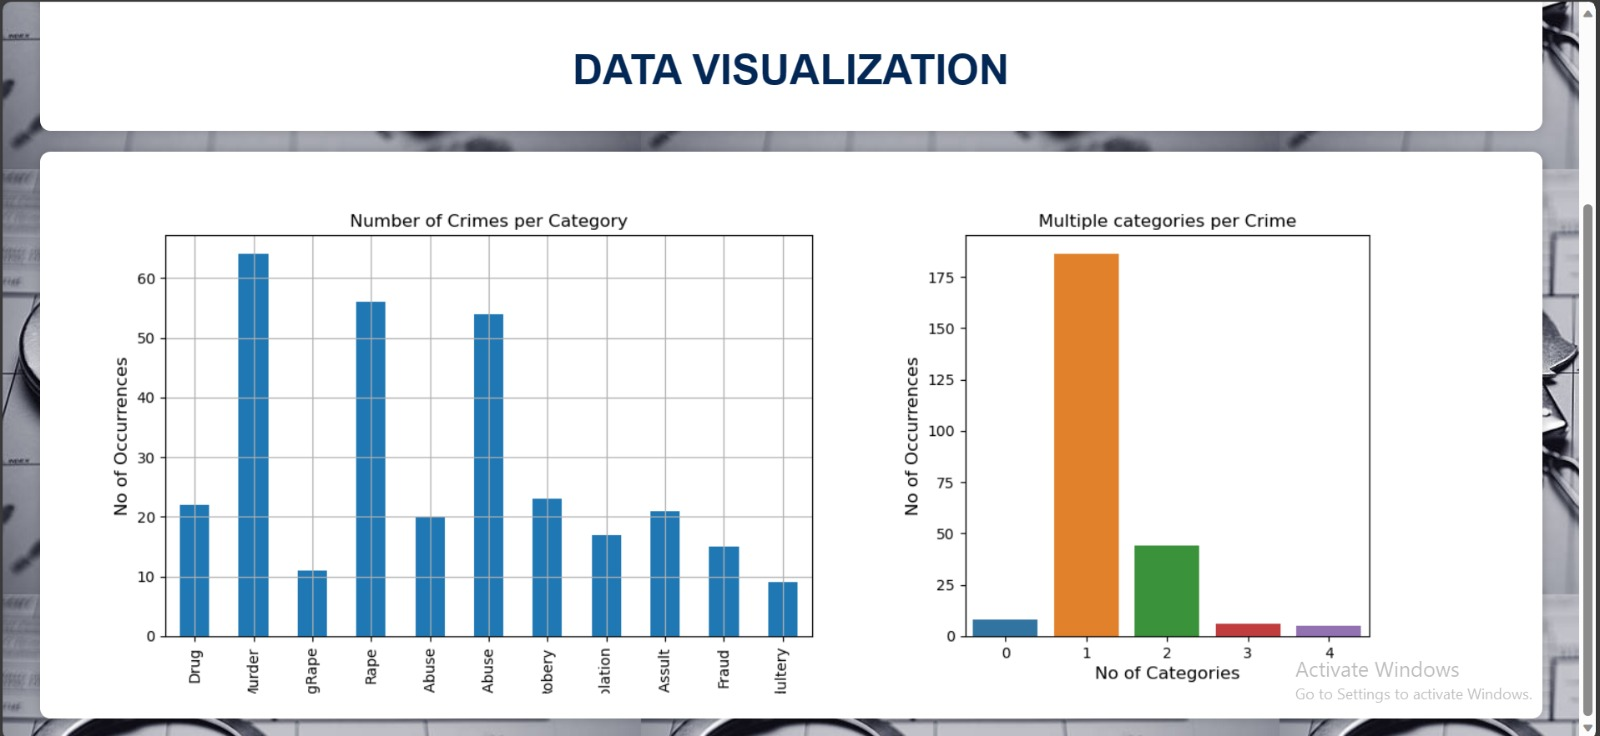 DATA VISUALIZATION
Number of Crimes per Category
No of Occurrences
60
50
40
30
20
10
0
Drug
gRape
Rape
Abuse
Abuse
Assult
Fraud
Multiple categories per Crime
No of Occurrences
175
150
125
100
75
50
25
0
0 1 2 3 4
No of Categories
Activate Windows
Go to Settings to activate Windows.